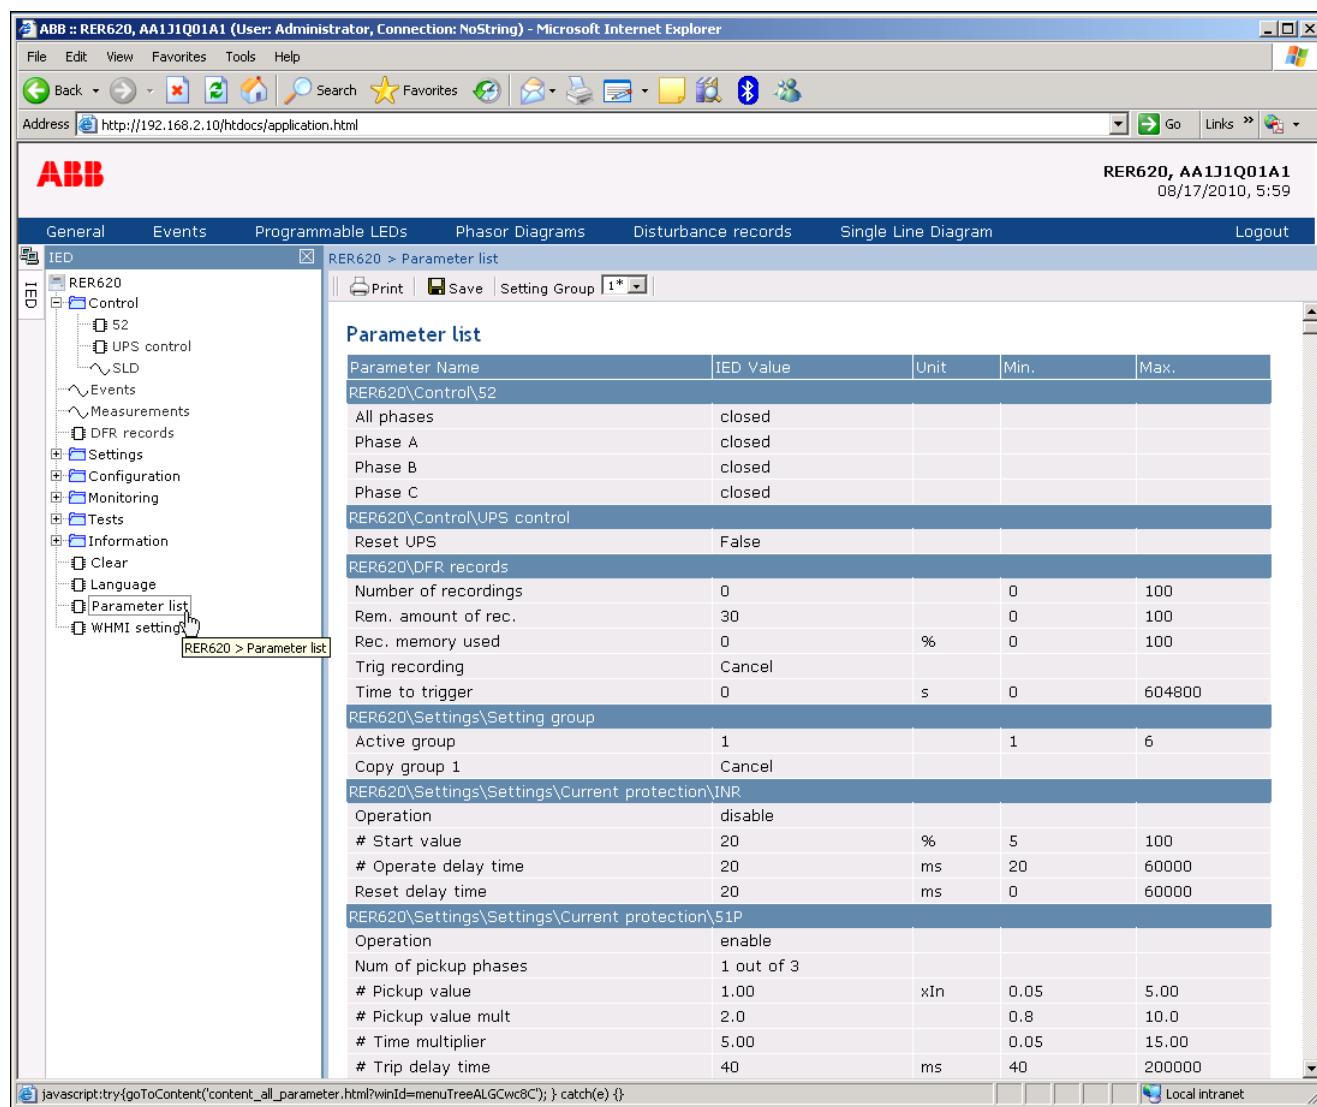 ABB :: RER620, AA1J1Q01A1 (User: Administrator, Connection: NoString) - Microsoft Internet Explorer
File Edit View Favorites Tools Help
Back Search Favorites
Address http://192.168.2.10/htdocs/application.html Go Links »
ABB
RER620, AA1J1Q01A1
08/17/2010, 5:59
General Events Programmable LEDs Phasor Diagrams Disturbance records Single Line Diagram Logout
IED
IED
RER620
Control
52
UPS control
SLD
Events
Measurements
DFR records
Settings
Configuration
Monitoring
Tests
Information
Clear
Language
Parameter list
WHMI setting
RER620 > Parameter list
RER620 > Parameter list
Print Save Setting Group 1*
Parameter list
Parameter Name IED Value Unit Min. Max.
RER620\Control\52
All phases closed
Phase A closed
Phase B closed
Phase C closed
RER620\Control\UPS control
Reset UPS False
RER620\DFR records
Number of recordings 0 0 100
Rem. amount of rec. 30 0 100
Rec. memory used 0 % 0 100
Trig recording Cancel
Time to trigger 0 s 0 604800
RER620\Settings\Setting group
Active group 1 1 6
Copy group 1 Cancel
RER620\Settings\Settings\Current protection\INR
Operation disable
# Start value 20 % 5 100
# Operate delay time 20 ms 20 60000
Reset delay time 20 ms 0 60000
RER620\Settings\Settings\Current protection\51P
Operation enable
Num of pickup phases 1 out of 3
# Pickup value 1.00 xIn 0.05 5.00
# Pickup value mult 2.0 0.8 10.0
# Time multiplier 5.00 0.05 15.00
# Trip delay time 40 ms 40 200000
javascript:try{goToContent('content_all_parameter.html?winId=menuTreeALGCwc8C'); } catch(e) {} Local intranet